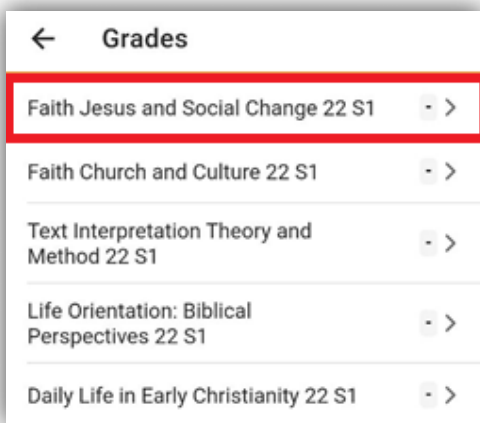 Grades
Faith Jesus and Social Change 22 S1 -
Faith Church and Culture 22 S1 -
Text Interpretation Theory and
Method 22 S1 -
Life Orientation: Biblical
Perspectives 22 S1 -
Daily Life in Early Christianity 22 S1 -